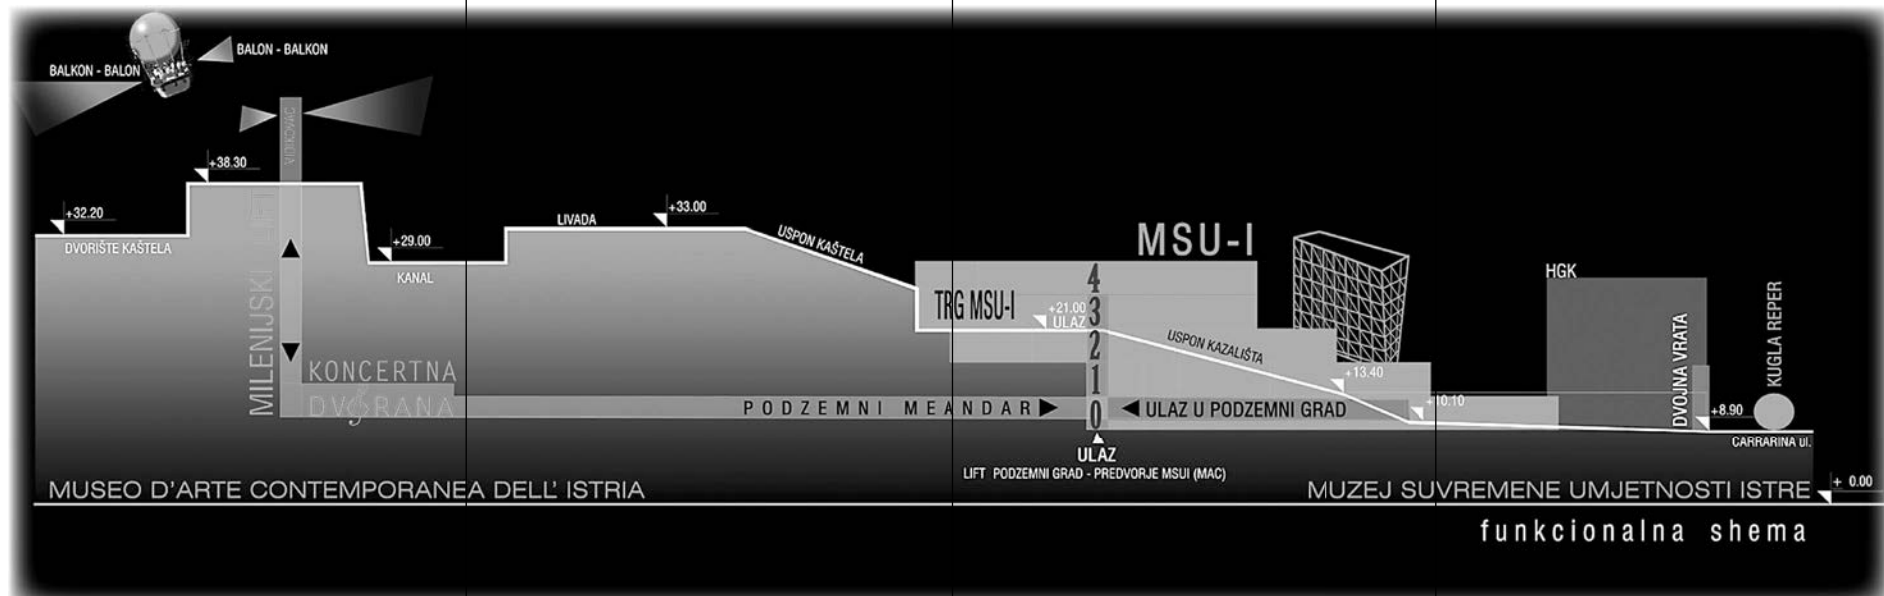 BALON - BALKON
BALKON - BALON
VIDIKOVAC
+38.30
+32.20
DVORIŠTE KAŠTELA
MILENIJSKI LIFT
+29.00
KANAL
LIVADA
+33.00
USPON KAŠTELA
MSU-I
TRG MSU-I
+21.00
ULAZ
4
3
2
1
0
USPON KAZALIŠTA
+13.40
+10.10
HGK
DVOJNA VRATA
KUGLA REPER
+8.90
CARRARINA ul.
KONCERTNA
DVORANA
PODZEMNI MEANDAR
ULAZ U PODZEMNI GRAD
ULAZ
LIFT PODZEMNI GRAD - PREDVORJE MSUI (MAC)
MUSEO D'ARTE CONTEMPORANEA DELL' ISTRIA
MUZEJ SUVREMENE UMJETNOSTI ISTRE
+ 0.00
funkcionalna shema